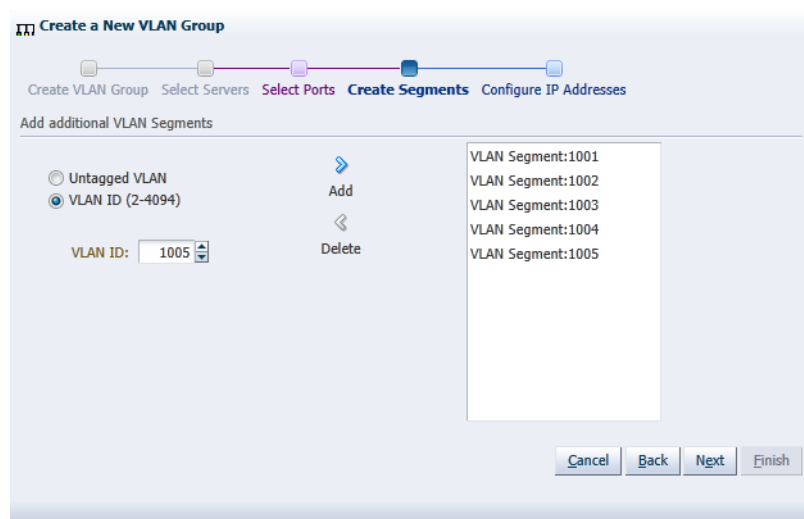 Create a New VLAN Group
Create VLAN Group Select Servers Select Ports Create Segments Configure IP Addresses
Add additional VLAN Segments
Untagged VLAN
VLAN ID (2-4094)
VLAN ID: 1005
Add
Delete
VLAN Segment:1001
VLAN Segment:1002
VLAN Segment:1003
VLAN Segment:1004
VLAN Segment:1005
Cancel Back Next Finish